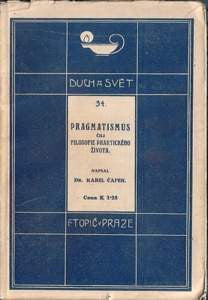 DUCH A SVĚT
34.
PRAGMATISMUS
ČILI
FILOSOFIE PRAKTICKÉHO
ŽIVOTA.
NAPSAL
DR. KAREL ČAPEK.
Cena K 1·25
F. TOPIČ V PRAZE